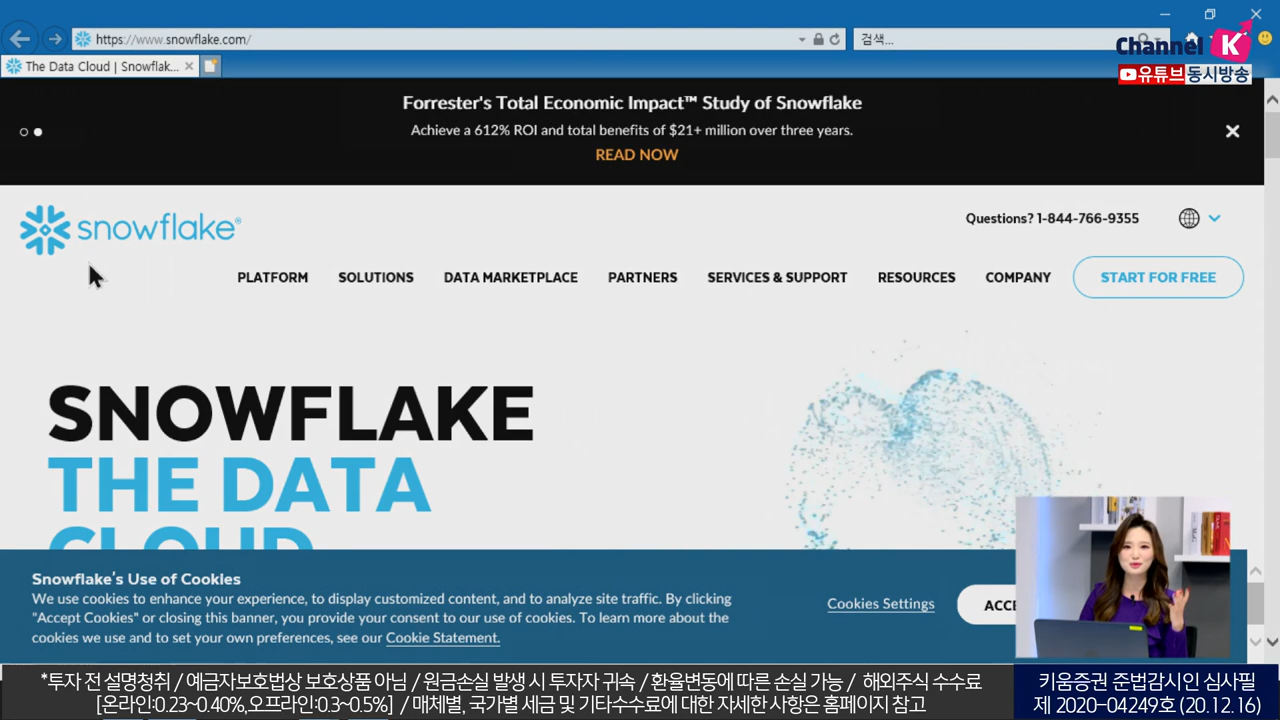 https://www.snowflake.com/
검색...
Channel K
The Data Cloud | Snowflak...
유튜브동시방송
Forrester's Total Economic Impact™ Study of Snowflake
Achieve a 612% ROI and total benefits of $21+ million over three years.
READ NOW
snowflake®
Questions? 1-844-766-9355
PLATFORM SOLUTIONS DATA MARKETPLACE PARTNERS SERVICES & SUPPORT RESOURCES COMPANY START FOR FREE
SNOWFLAKE
THE DATA
CLOUD
Snowflake's Use of Cookies
We use cookies to enhance your experience, to display customized content, and to analyze site traffic. By clicking
"Accept Cookies" or closing this banner, you provide your consent to our use of cookies. To learn more about the
cookies we use and to set your own preferences, see our Cookie Statement.
Cookies Settings
ACCE
*투자 전 설명청취 / 예금자보호법상 보호상품 아님 / 원금손실 발생 시 투자자 귀속 / 환율변동에 따른 손실 가능 / 해외주식 수수료
[온라인:0.23~0.40%,오프라인:0.3~0.5%] / 매체별, 국가별 세금 및 기타수수료에 대한 자세한 사항은 홈페이지 참고
키움증권 준법감시인 심사필
제 2020-04249호 (20.12.16)